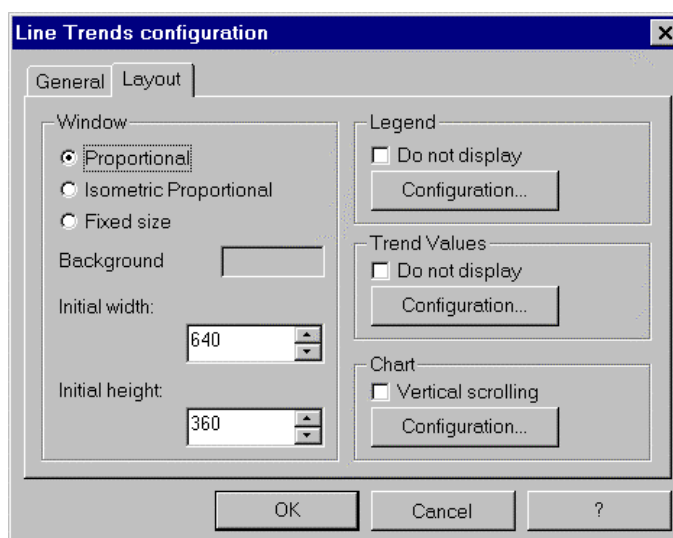 Line Trends configuration
General
Layout
Window
Proportional
Isometric Proportional
Fixed size
Background
Initial width:
640
Initial height:
360
Legend
Do not display
Configuration...
Trend Values
Do not display
Configuration...
Chart
Vertical scrolling
Configuration...
OK
Cancel
?